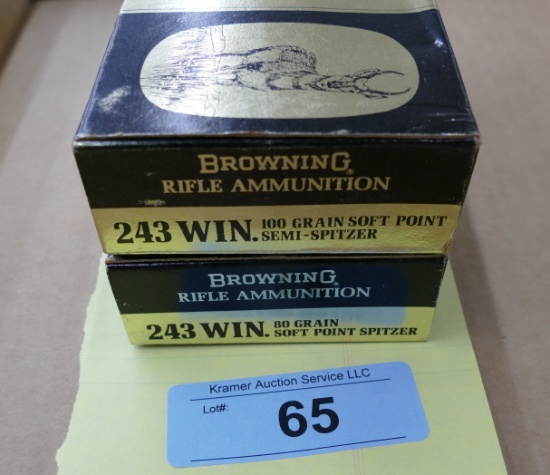 BROWNING
RIFLE AMMUNITION
243 WIN. 100 GRAIN SOFT POINT
SEMI-SPITZER
BROWNING
RIFLE AMMUNITION
243 WIN. 80 GRAIN
SOFT POINT SPITZER
Kramer Auction Service LLC
Lot#:
65